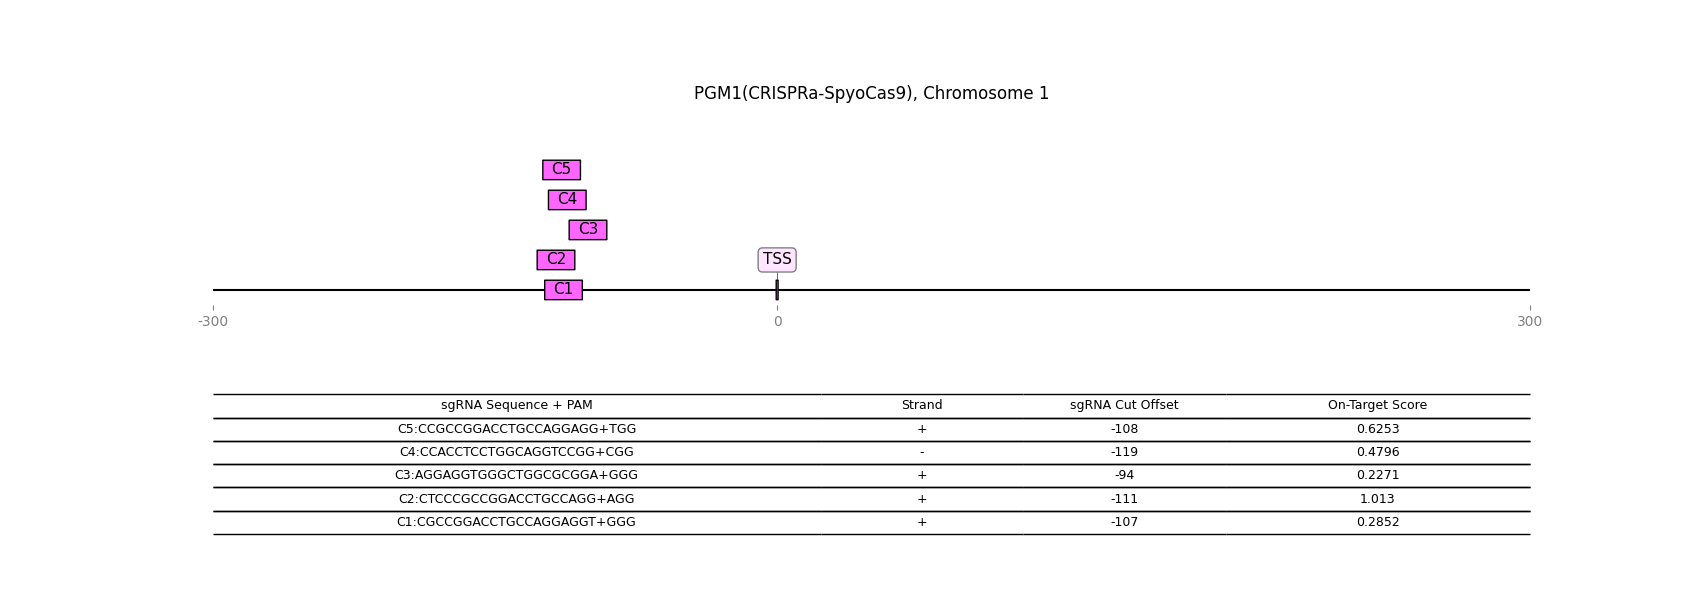 PGM1(CRISPRa-SpyoCas9), Chromosome 1
C5
C4
C3
C2
TSS
C1
-300
0
300
sgRNA Sequence + PAM Strand sgRNA Cut Offset On-Target Score
C5:CCGCCGGACCTGCCAGGAGG+TGG + -108 0.6253
C4:CCACCTCCTGGCAGGTCCGG+CGG - -119 0.4796
C3:AGGAGGTGGGCTGGCGCGGA+GGG + -94 0.2271
C2:CTCCCGCCGGACCTGCCAGG+AGG + -111 1.013
C1:CGCCGGACCTGCCAGGAGGT+GGG + -107 0.2852